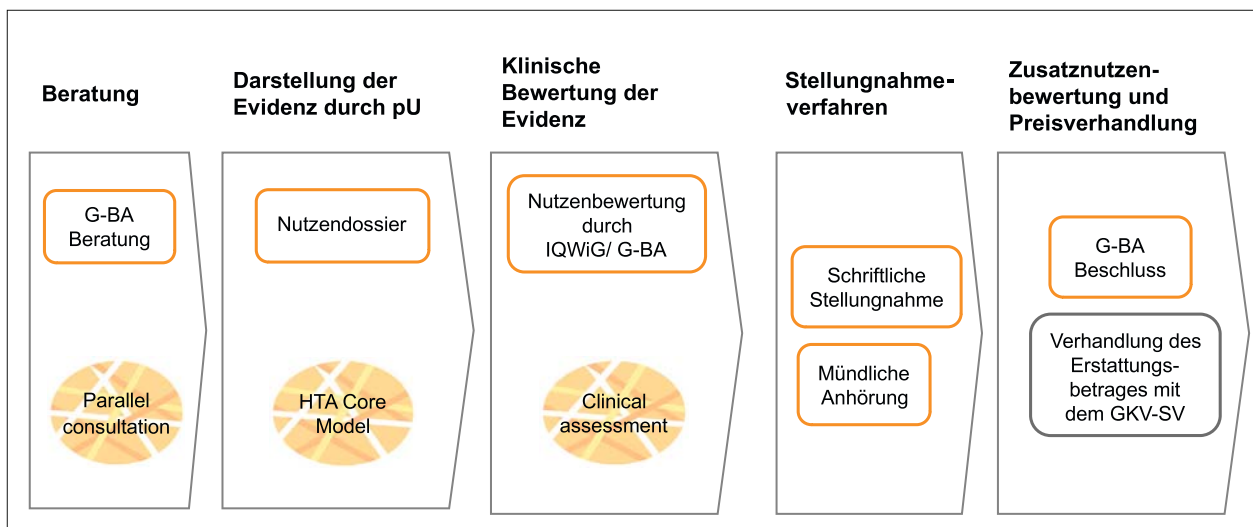 Beratung
G-BA
Beratung
Parallel
consultation
Darstellung der
Evidenz durch pU
Nutzendossier
HTA Core
Model
Klinische
Bewertung der
Evidenz
Nutzenbewertung
durch
IQWiG/ G-BA
Clinical
assessment
Stellungnahme-
verfahren
Schriftliche
Stellungnahme
Mündliche
Anhörung
Zusatznutzen-
bewertung und
Preisverhandlung
G-BA
Beschluss
Verhandlung des
Erstattungs-
betrages mit
dem GKV-SV